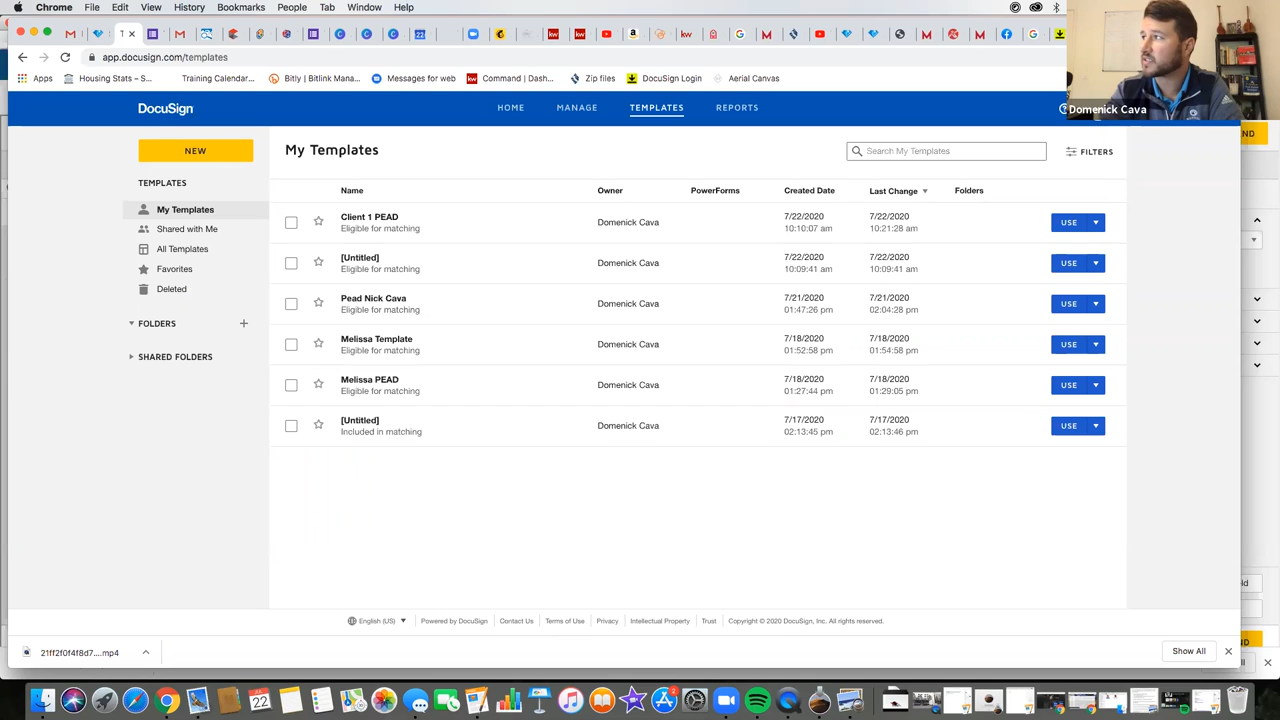 Chrome File Edit View History Bookmarks People Tab Window Help
T
22
app.docusign.com/templates
Apps Housing Stats – S... Training Calendar... Bitly | Bitlink Mana... Messages for web Command | Dash... Zip files DocuSign Login Aerial Canvas
DocuSign HOME MANAGE TEMPLATES REPORTS
Domenick Cava
ND
NEW
My Templates
Search My Templates
FILTERS
TEMPLATES
My Templates
Shared with Me
All Templates
Favorites
Deleted
FOLDERS
SHARED FOLDERS
Name Owner PowerForms Created Date Last Change Folders
Client 1 PEAD Domenick Cava 7/22/2020 7/22/2020 USE
Eligible for matching 10:10:07 am 10:21:28 am
[Untitled] Domenick Cava 7/22/2020 7/22/2020 USE
Eligible for matching 10:09:41 am 10:09:41 am
Pead Nick Cava Domenick Cava 7/21/2020 7/21/2020 USE
Eligible for matching 01:47:26 pm 02:04:28 pm
Melissa Template Domenick Cava 7/18/2020 7/18/2020 USE
Eligible for matching 01:52:58 pm 01:54:58 pm
Melissa PEAD Domenick Cava 7/18/2020 7/18/2020 USE
Eligible for matching 01:27:44 pm 01:29:05 pm
[Untitled] Domenick Cava 7/17/2020 7/17/2020 USE
Included in matching 02:13:45 pm 02:13:46 pm
ld
English (US) Powered by DocuSign Contact Us Terms of Use Privacy Intellectual Property Trust Copyright © 2020 DocuSign, Inc. All rights reserved.
ND
21ff2f0f4f8d7....mp4 Show All
22